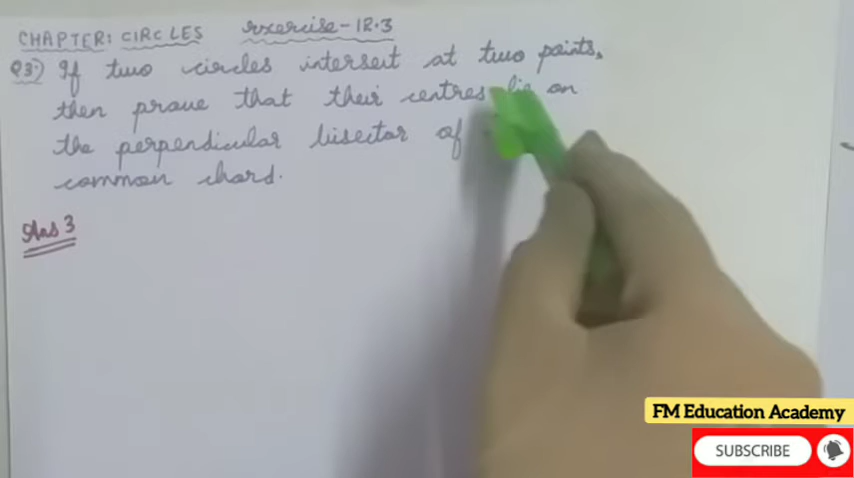 CHAPTER: CIRCLES Exercise-12.3
Q3:) If two circles interseit at two points,
then prove that their centres lie on
the perpendicular bisector of
common chord.
Ans 3
FM Education Academy
SUBSCRIBE